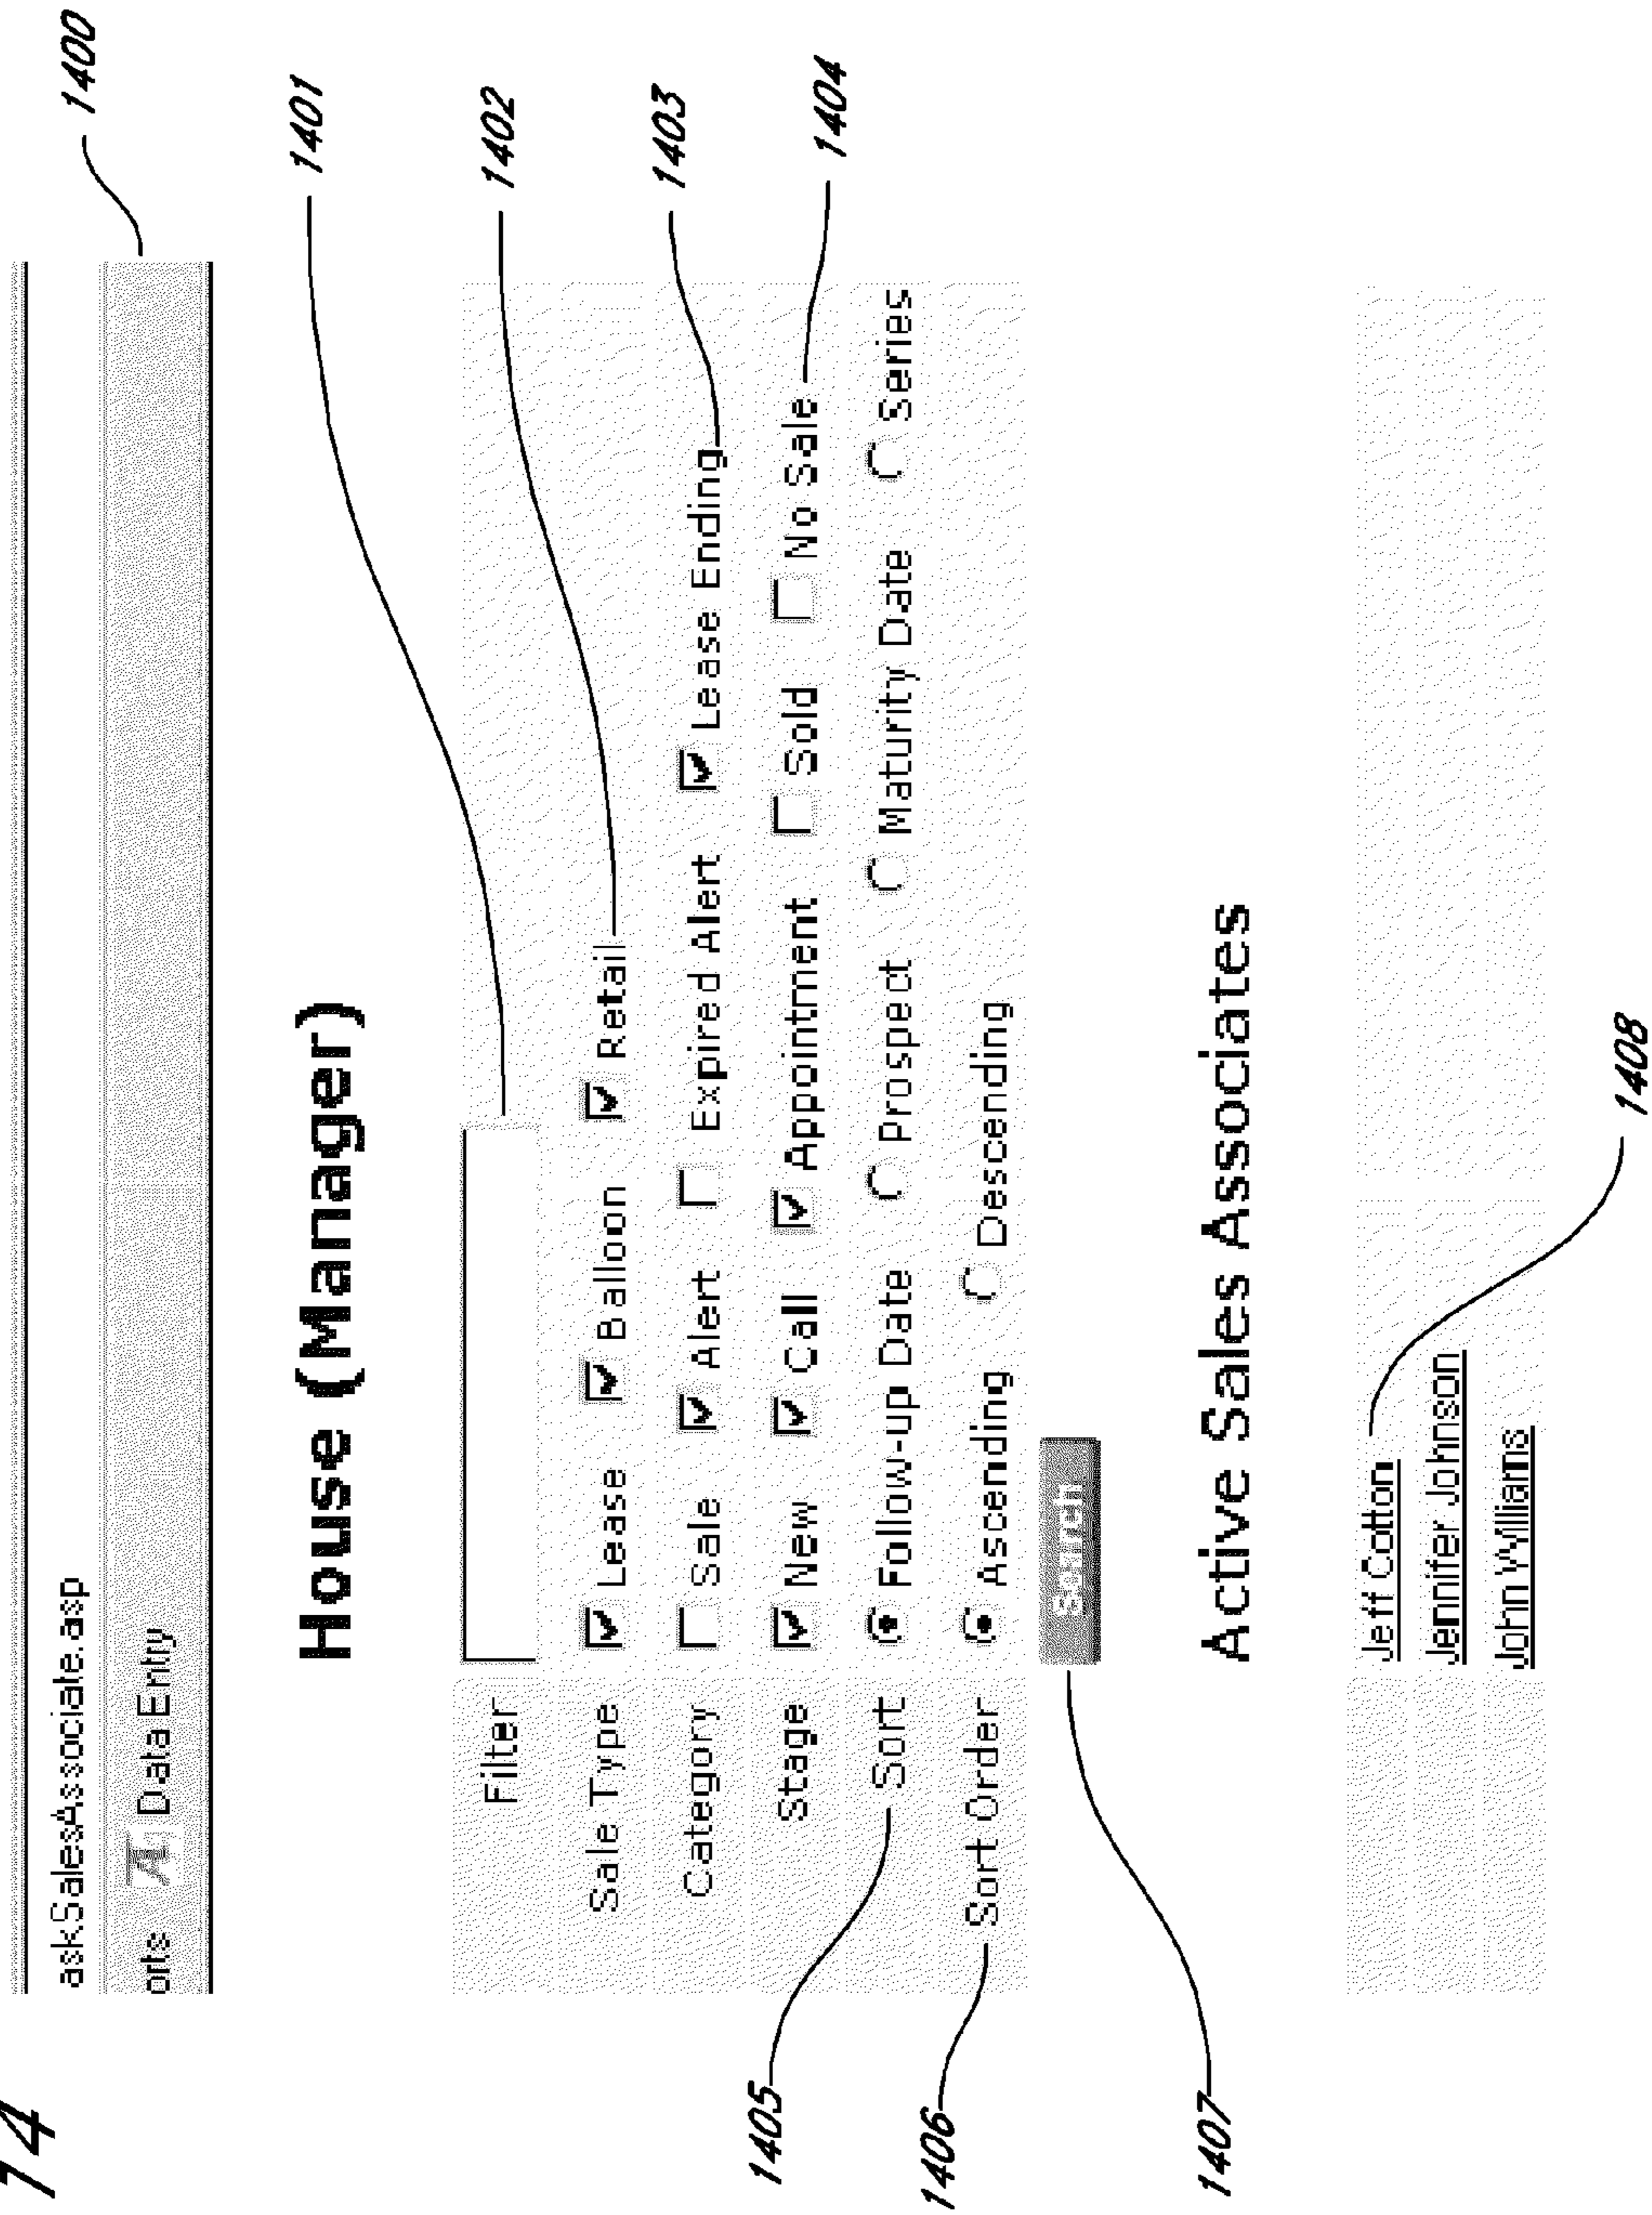 14
1400
askSalesAssociate.asp
orts Data Entry
House (Manager)
1401
Filter
1402
Sale Type Lease Balloon Retail
1403
Category Sale Alert Expired Alert Lease Ending
1404
Stage New Call Appointment Sold No Sale
1405
Sort Follow-up Date Prospect Maturity Date Series
1406
Sort Order Ascending Descending
1407
Active Sales Associates
Jeff Cotton
Jennifer Johnson
John Williams
1408